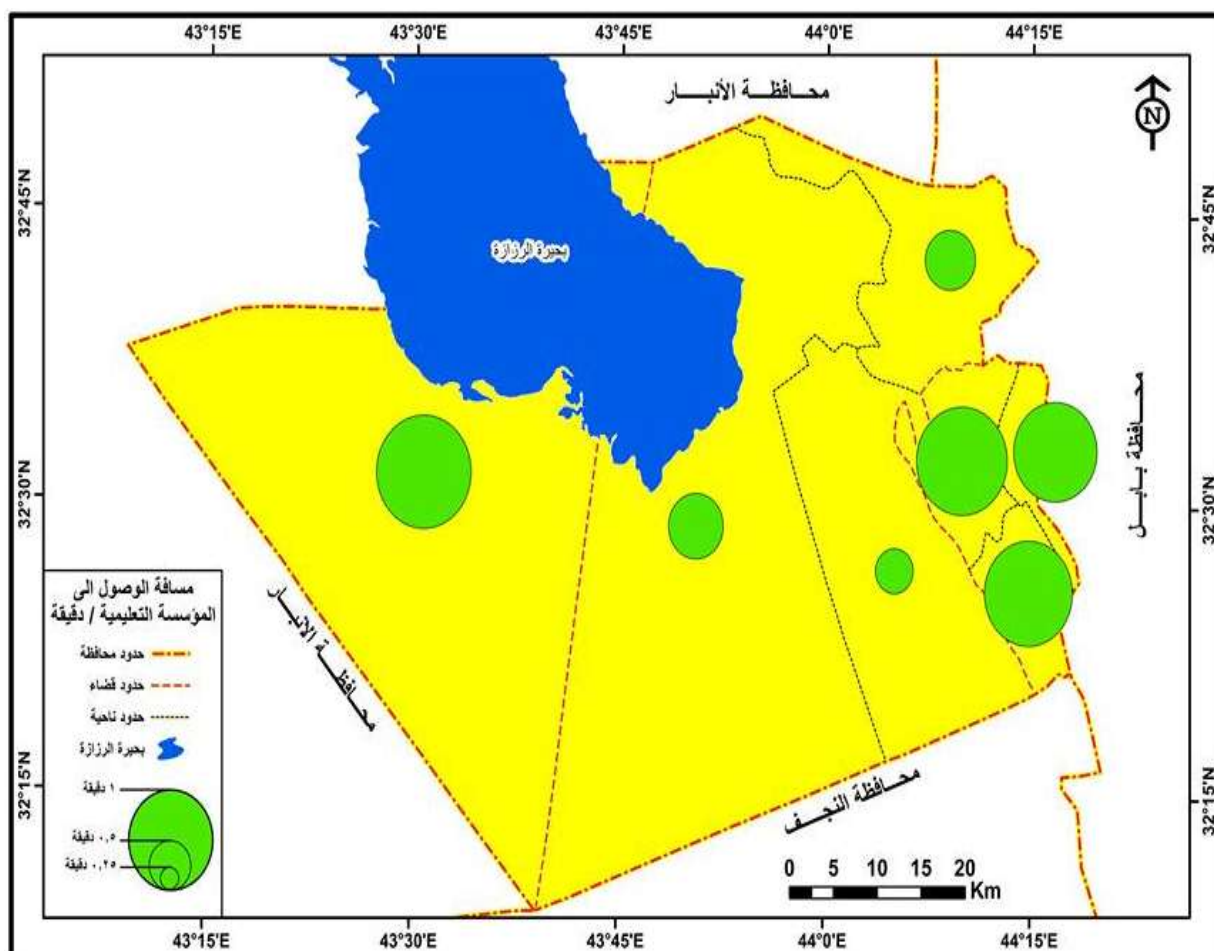 43°15'E 43°30'E 43°45'E 44°0'E 44°15'E
محافظة الأنبار
N
32°45'N
32°45'N
بحيرة الرزازة
محافظة بابل
32°30'N
32°30'N
محافظة الأنبار
مسافة الوصول الى
المؤسسة التعليمية / دقيقة
حدود محافظة
حدود قضاء
حدود ناحية
بحيرة الرزازة
١ دقيقة
٠,٥ دقيقة
٠,٢٥ دقيقة
32°15'N
32°15'N
محافظة النجف
0 5 10 15 20
Km
43°15'E 43°30'E 43°45'E 44°0'E 44°15'E